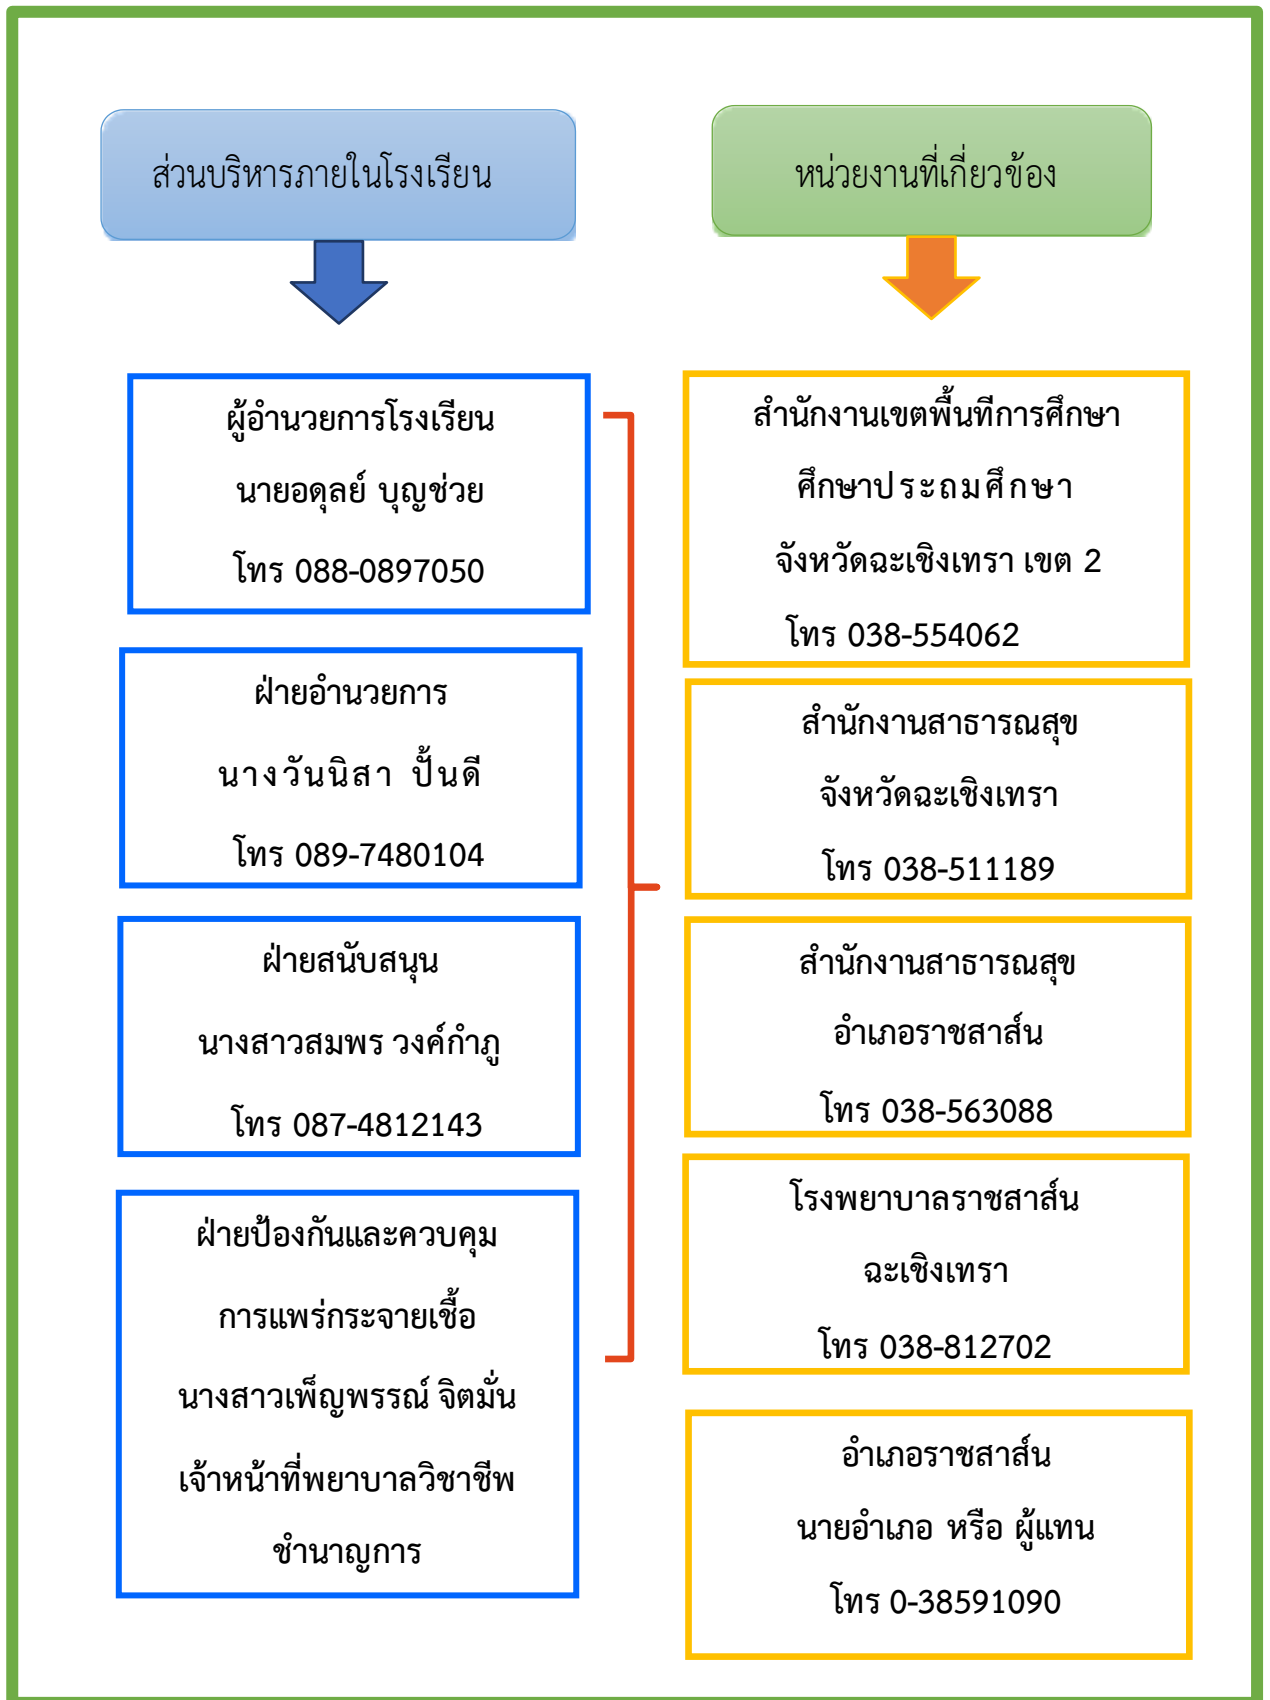 ส่วนบริหารภายในโรงเรียน
ผู้อำนวยการโรงเรียน
นายอดุลย์ บุญช่วย
โทร 088-0897050
ฝ่ายอำนวยการ
นางวันนิสา ปั้นดี
โทร 089-7480104
ฝ่ายสนับสนุน
นางสาวสมพร วงค์กำภู
โทร 087-4812143
ฝ่ายป้องกันและควบคุม
การแพร่กระจายเชื้อ
นางสาวเพ็ญพรรณ์ จิตมั่น
เจ้าหน้าที่พยาบาลวิชาชีพ
ชำนาญการ
หน่วยงานที่เกี่ยวข้อง
สำนักงานเขตพื้นทีการศึกษา
ศึกษาประถมศึกษา
จังหวัดฉะเชิงเทรา เขต 2
โทร 038-554062
สำนักงานสาธารณสุข
จังหวัดฉะเชิงเทรา
โทร 038-511189
สำนักงานสาธารณสุข
อำเภอราชสาส์น
โทร 038-563088
โรงพยาบาลราชสาส์น
ฉะเชิงเทรา
โทร 038-812702
อำเภอราชสาส์น
นายอำเภอ หรือ ผู้แทน
โทร 0-38591090